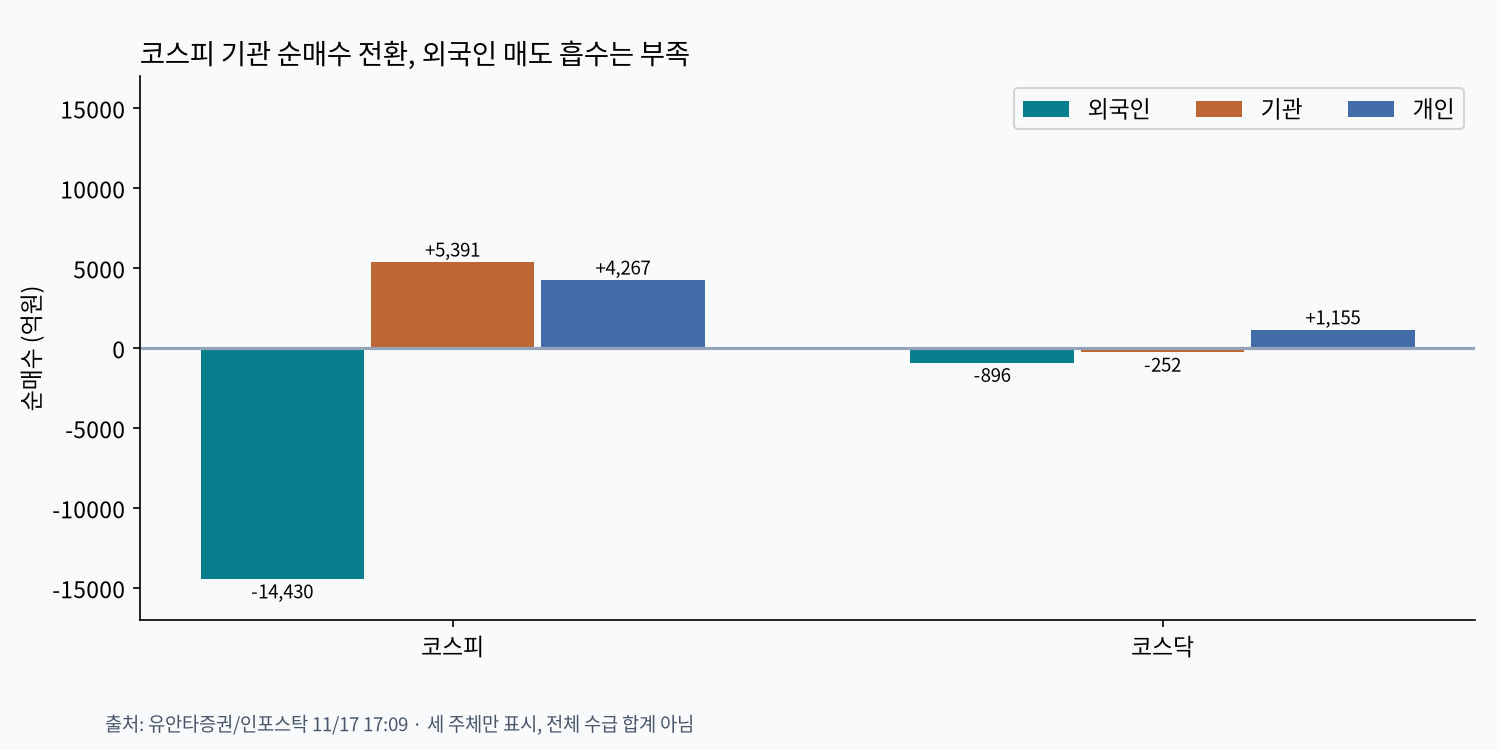 코스피 기관 순매수 전환, 외국인 매도 흡수는 부족
외국인 기관 개인
순매수 (억원)
15000
10000
5000
0
-5000
-10000
-15000
+5,391
+4,267
-14,430
+1,155
-896
-252
코스피 코스닥
출처: 유안타증권/인포스탁 11/17 17:09 · 세 주체만 표시, 전체 수급 합계 아님